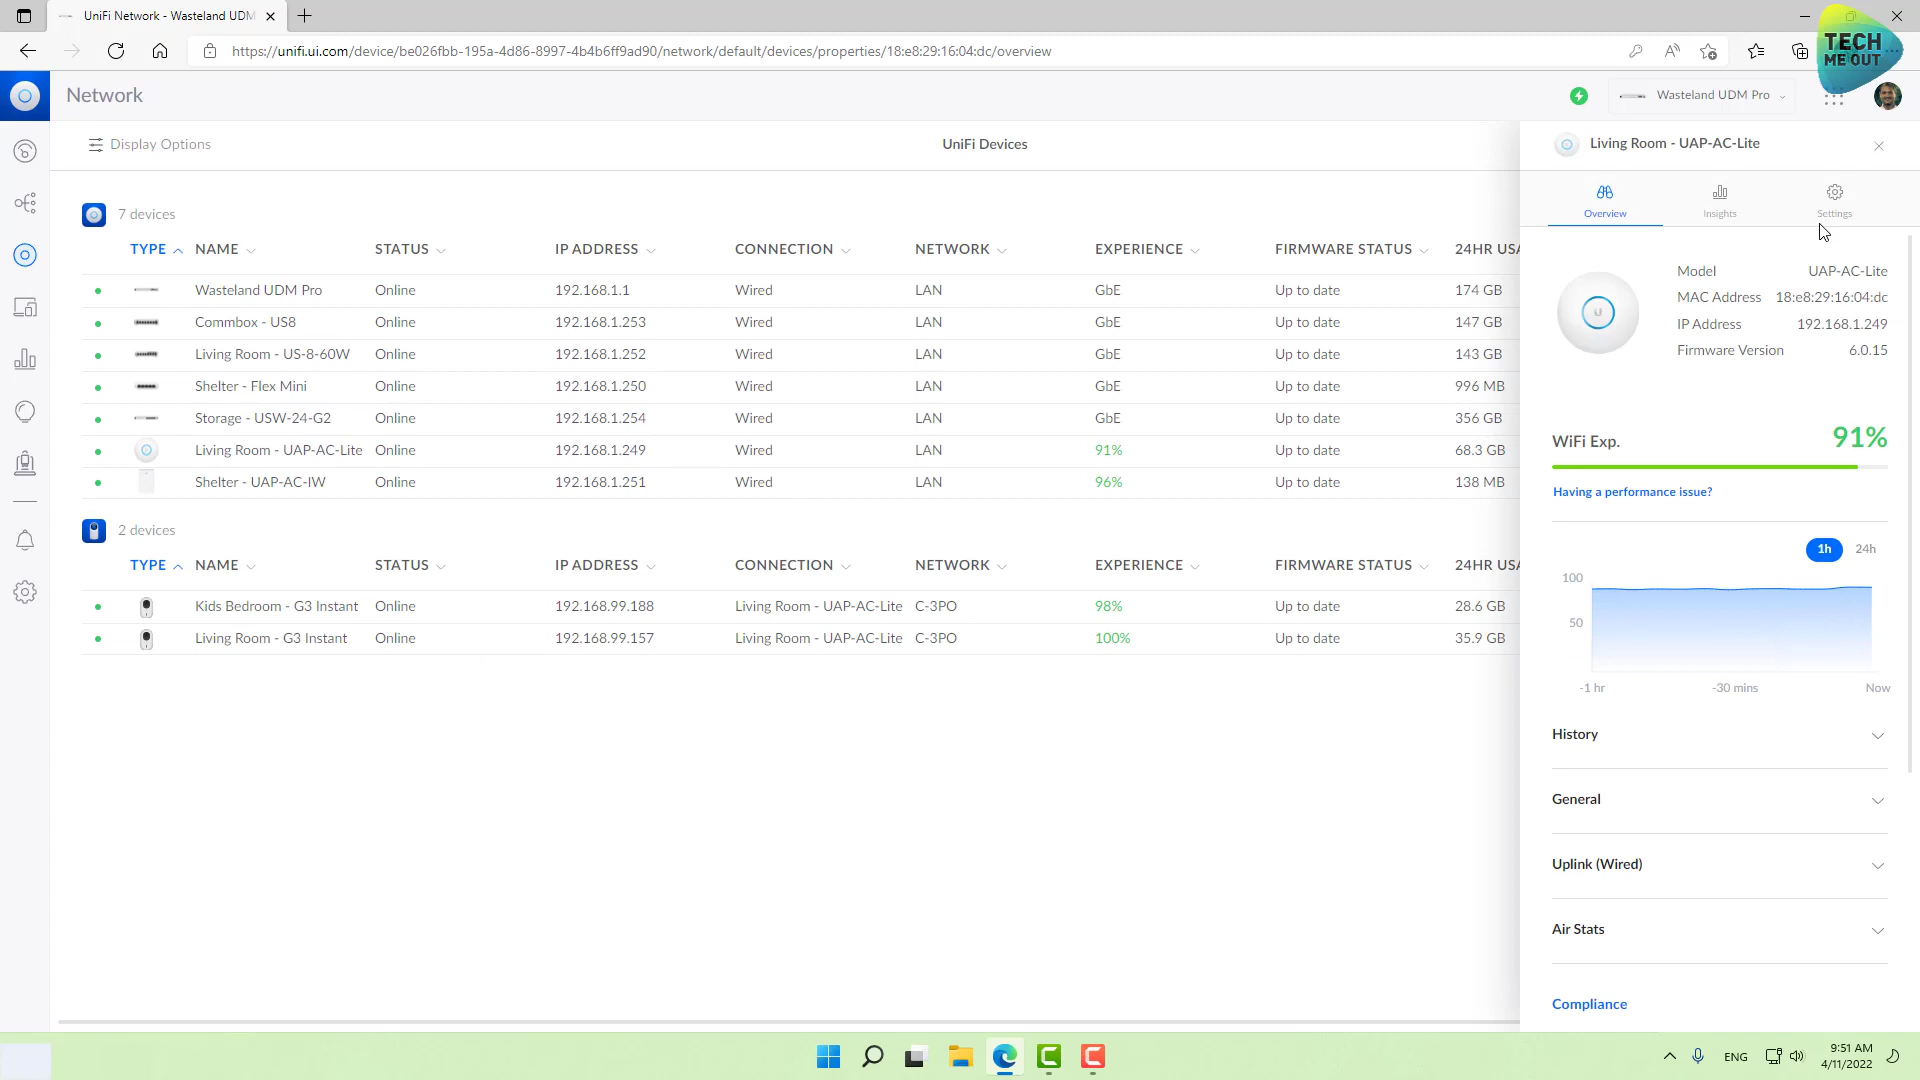 UniFi Network - Wasteland UDM
https://unifi.ui.com/device/be026fbb-195a-4d86-8997-4b4b6ff9ad90/network/default/devices/properties/18:e8:29:16:04:dc/overview
TECH
ME OUT
Network
Wasteland UDM Pro
Display Options
UniFi Devices
Living Room - UAP-AC-Lite
Overview
Insights
Settings
7 devices
TYPE NAME STATUS IP ADDRESS CONNECTION NETWORK EXPERIENCE FIRMWARE STATUS 24HR USA
Wasteland UDM Pro Online 192.168.1.1 Wired LAN GbE Up to date 174 GB
Commbox - US8 Online 192.168.1.253 Wired LAN GbE Up to date 147 GB
Living Room - US-8-60W Online 192.168.1.252 Wired LAN GbE Up to date 143 GB
Shelter - Flex Mini Online 192.168.1.250 Wired LAN GbE Up to date 996 MB
Storage - USW-24-G2 Online 192.168.1.254 Wired LAN GbE Up to date 356 GB
Living Room - UAP-AC-Lite Online 192.168.1.249 Wired LAN 91% Up to date 68.3 GB
Shelter - UAP-AC-IW Online 192.168.1.251 Wired LAN 96% Up to date 138 MB
2 devices
TYPE NAME STATUS IP ADDRESS CONNECTION NETWORK EXPERIENCE FIRMWARE STATUS 24HR USA
Kids Bedroom - G3 Instant Online 192.168.99.188 Living Room - UAP-AC-Lite C-3PO 98% Up to date 28.6 GB
Living Room - G3 Instant Online 192.168.99.157 Living Room - UAP-AC-Lite C-3PO 100% Up to date 35.9 GB
Model UAP-AC-Lite
MAC Address 18:e8:29:16:04:dc
IP Address 192.168.1.249
Firmware Version 6.0.15
WiFi Exp. 91%
Having a performance issue?
1h 24h
100
50
-1 hr -30 mins Now
History
General
Uplink (Wired)
Air Stats
Compliance
ENG
9:51 AM
4/11/2022